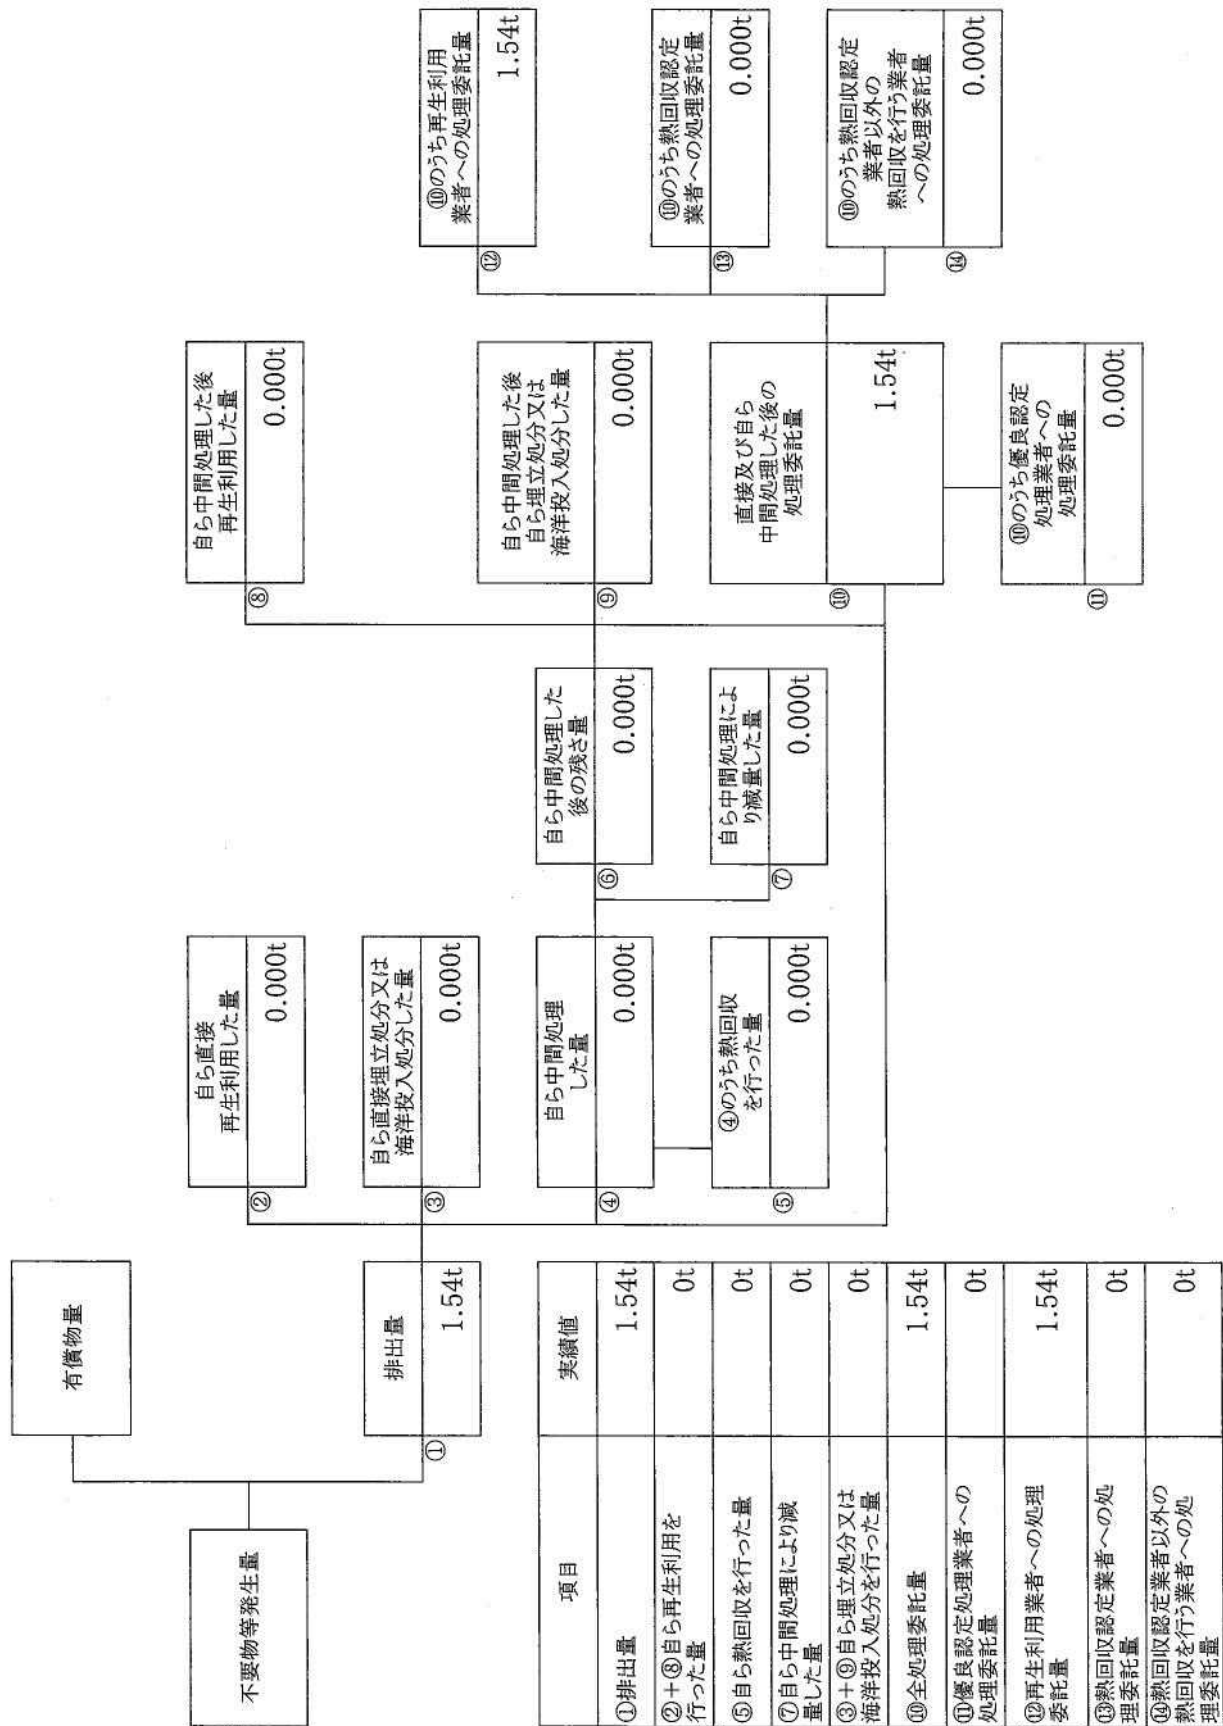 不要物等発生量
有償物量
排出量
①
1.54t
自ら直接
再生利用した量
②
0.000t
自ら直接埋立処分又は
海洋投入処分した量
③
0.000t
自ら中間処理
した量
④
0.000t
④のうち熱回収
を行った量
⑤
0.000t
自ら中間処理した
後の残さ量
⑥
0.000t
自ら中間処理によ
り減量した量
⑦
0.000t
自ら中間処理した後
再生利用した量
⑧
0.000t
自ら中間処理した後
自ら埋立処分又は
海洋投入処分した量
⑨
0.000t
直接及び自ら
中間処理した後の
処理委託量
⑩
1.54t
⑩のうち優良認定
処理業者への
処理委託量
⑪
0.000t
⑩のうち再生利用
業者への処理委託量
⑫
1.54t
⑩のうち熱回収認定
業者への処理委託量
⑬
0.000t
⑩のうち熱回収認定
業者以外の
熱回収を行う業者
への処理委託量
⑭
0.000t
項目 実績値
①排出量 1.54t
②+⑧自ら再生利用を
行った量 0t
⑤自ら熱回収を行った量 0t
⑦自ら中間処理により減
量した量 0t
③+⑨自ら埋立処分又は
海洋投入処分を行った量 0t
⑩全処理委託量 1.54t
⑪優良認定処理業者への
処理委託量 0t
⑫再生利用業者への処理
委託量 1.54t
⑬熱回収認定業者への処
理委託量 0t
⑭熱回収認定業者以外の
熱回収を行う業者への処
理委託量 0t